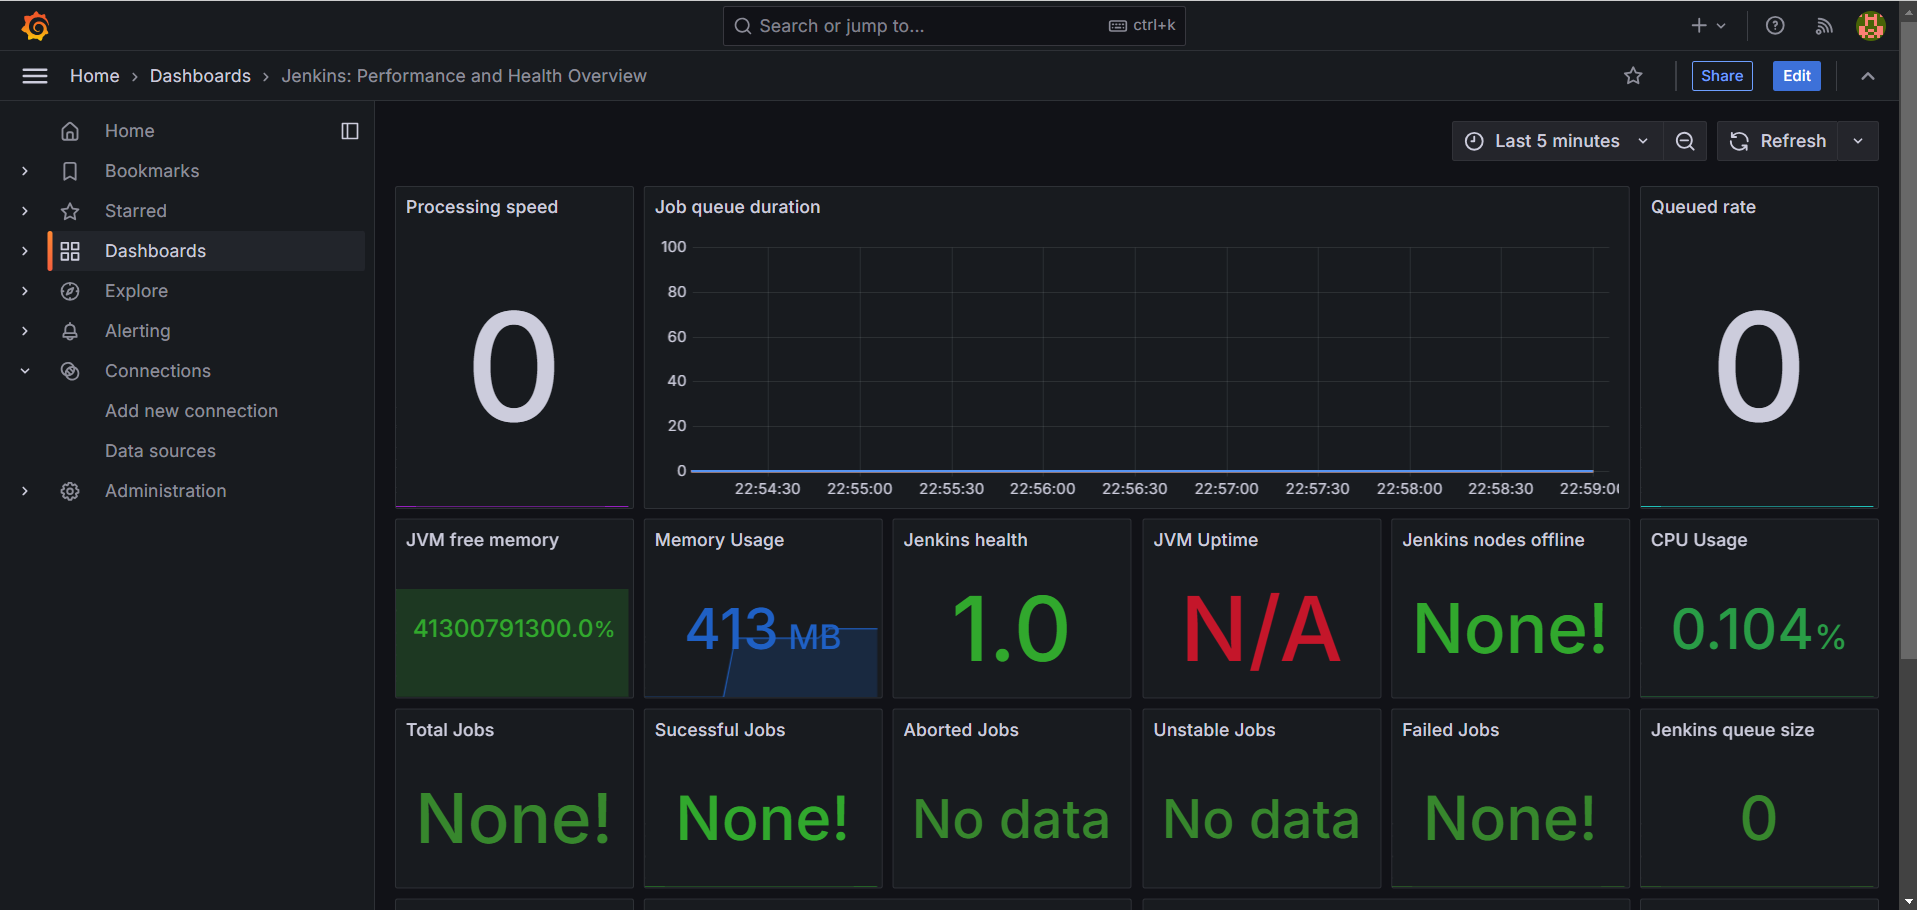 Search or jump to...
ctrl+k
Home › Dashboards › Jenkins: Performance and Health Overview
Share
Edit
Home
Bookmarks
Starred
Dashboards
Explore
Alerting
Connections
Add new connection
Data sources
Administration
Last 5 minutes
Refresh
Processing speed
0
Job queue duration
100
80
60
40
20
0
22:54:30 22:55:00 22:55:30 22:56:00 22:56:30 22:57:00 22:57:30 22:58:00 22:58:30 22:59:00
Queued rate
0
JVM free memory
41300791300.0%
Memory Usage
413 MB
Jenkins health
1.0
JVM Uptime
N/A
Jenkins nodes offline
None!
CPU Usage
0.104%
Total Jobs
None!
Sucessful Jobs
None!
Aborted Jobs
No data
Unstable Jobs
No data
Failed Jobs
None!
Jenkins queue size
0